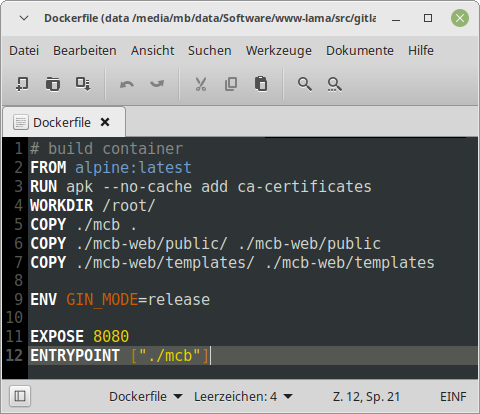 Dockerfile (data /media/mb/data/Software/www-lama/src/gitla
Datei Bearbeiten Ansicht Suchen Werkzeuge Dokumente Hilfe
Dockerfile
1 # build container
2 FROM alpine:latest
3 RUN apk --no-cache add ca-certificates
4 WORKDIR /root/
5 COPY ./mcb .
6 COPY ./mcb-web/public/ ./mcb-web/public
7 COPY ./mcb-web/templates/ ./mcb-web/templates
8
9 ENV GIN_MODE=release
10
11 EXPOSE 8080
12 ENTRYPOINT ["./mcb"]
Dockerfile Leerzeichen: 4 Z. 12, Sp. 21 EINF